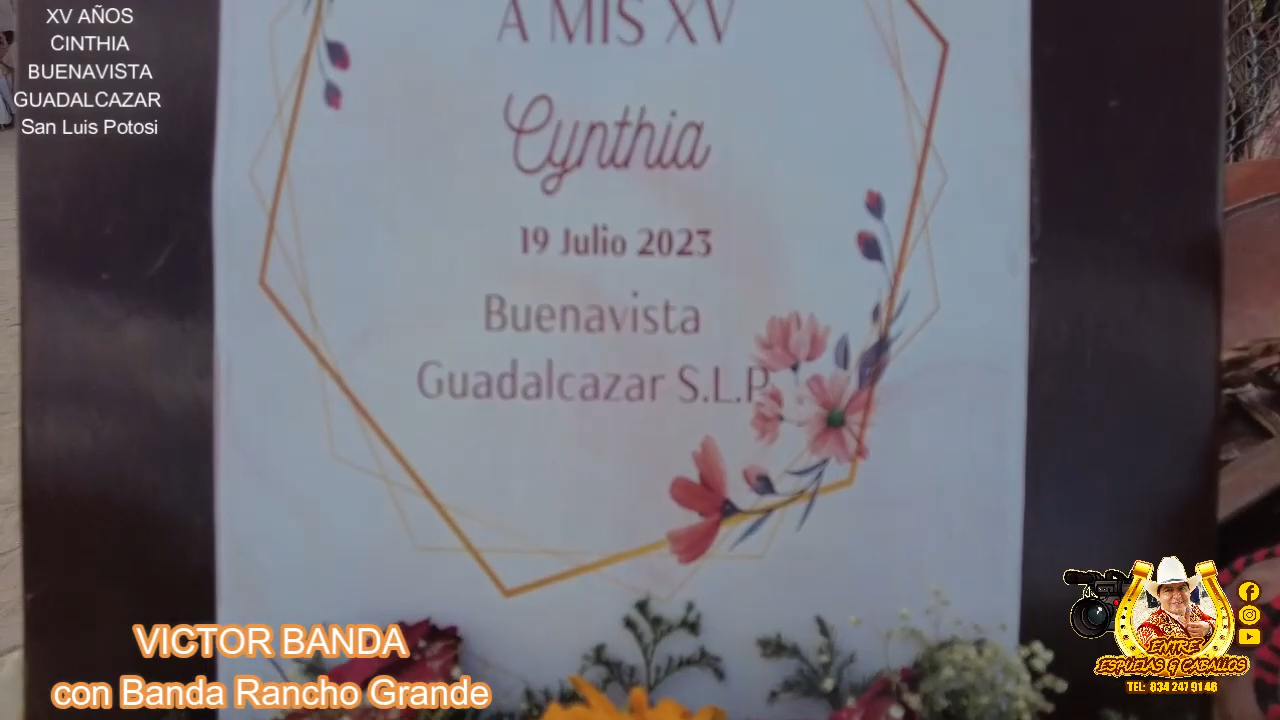 XV AÑOS
CINTHIA
BUENAVISTA
GUADALCAZAR
San Luis Potosi
A MIS XV
Cynthia
19 Julio 2023
Buenavista
Guadalcazar S.L.P.
VICTOR BANDA
con Banda Rancho Grande
ENTRE
ESPUELAS Y CABALLOS
TEL: 834 247 91 48